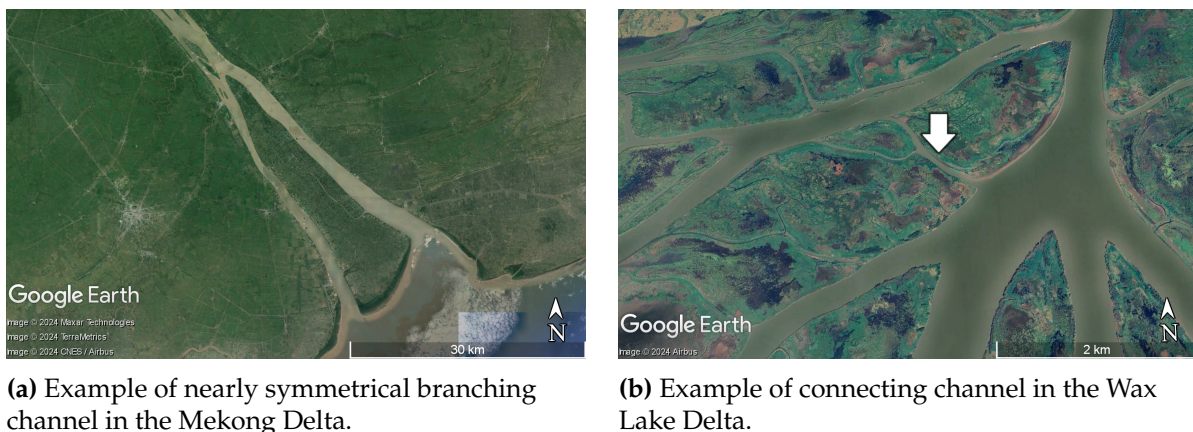 Google Earth
Image © 2024 Maxar Technologies
Image © 2024 TerraMetrics
Image © 2024 CNES / Airbus
30 km
N
Google Earth
Image © 2024 Airbus
2 km
N
(a) Example of nearly symmetrical branching
channel in the Mekong Delta.
(b) Example of connecting channel in the Wax
Lake Delta.